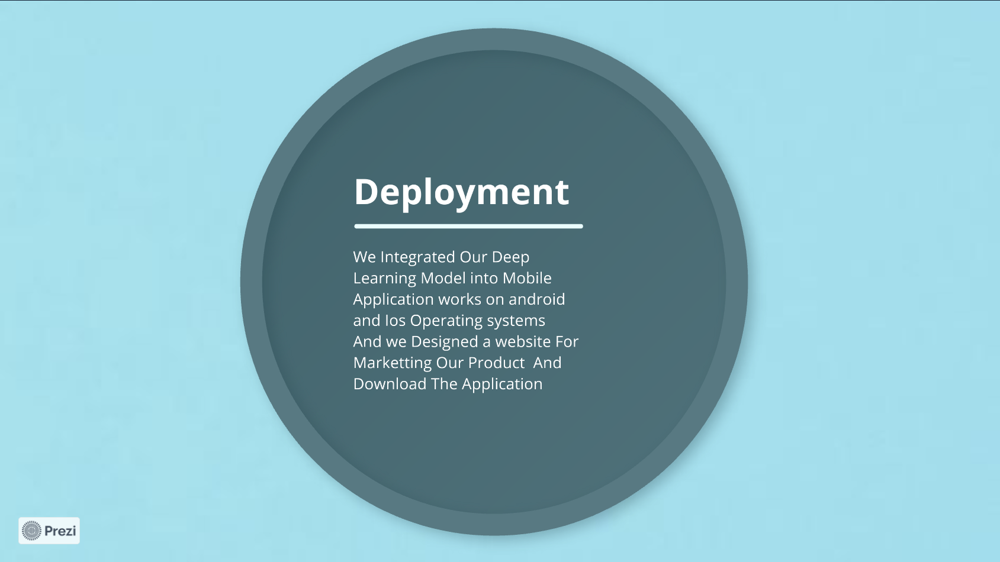 Deployment
We Integrated Our Deep
Learning Model into Mobile
Application works on android
and Ios Operating systems
And we Designed a website For
Marketting Our Product  And
Download The Application
Prezi